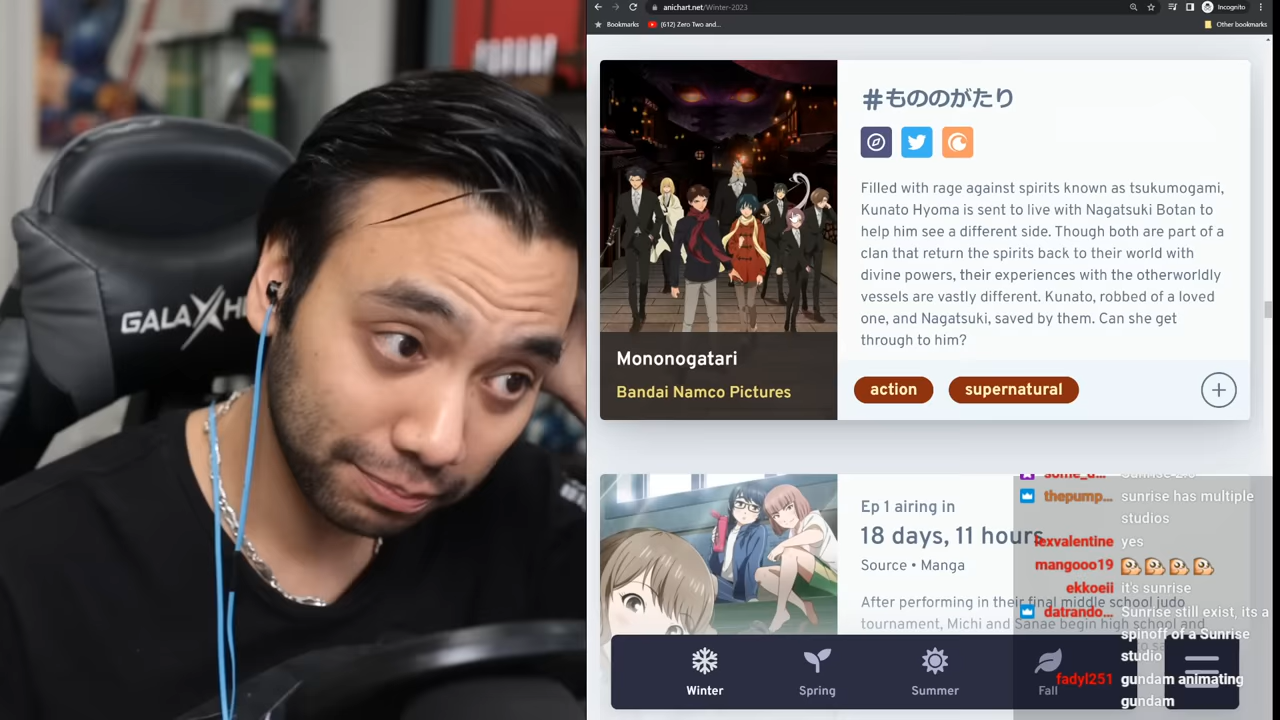 anichart.net/Winter-2023
Incognito
Bookmarks
(612) Zero Two and...
Other bookmarks
GALAX
#もののがたり
Filled with rage against spirits known as tsukumogami,
Kunato Hyoma is sent to live with Nagatsuki Botan to
help him see a different side. Though both are part of a
clan that return the spirits back to their world with
divine powers, their experiences with the otherworldly
vessels are vastly different. Kunato, robbed of a loved
one, and Nagatsuki, saved by them. Can she get
through to him?
Mononogatari
Bandai Namco Pictures
action
supernatural
Ep 1 airing in
18 days, 11 hours
Source • Manga
After performing in their final middle school judo
tournament, Michi and Sanae begin high school and
Winter
Spring
Summer
Fall
some_d...
thepump... sunrise has multiple
studios
lexvalentine yes
mangooo19
ekkoeii it's sunrise
datrando... Sunrise still exist, its a
spinoff of a Sunrise
studio
fadyl251 gundam animating
gundam